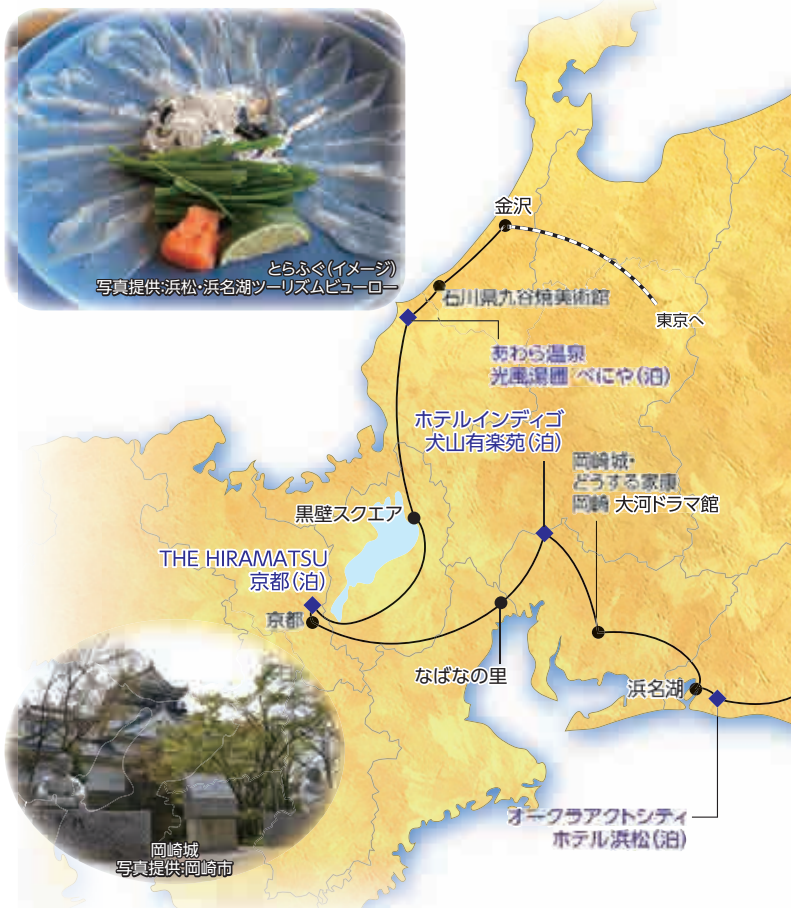 とらふぐ(イメージ)
写真提供:浜松・浜名湖ツーリズムビューロー
金沢
石川県九谷焼美術館
東京へ
あわら温泉
光風湯圃 べにや(泊)
ホテルインディゴ
犬山有楽苑(泊)
岡崎城・
どうする家康
岡崎 大河ドラマ館
黒壁スクエア
THE HIRAMATSU
京都(泊)
京都
なばなの里
浜名湖
オークラアクトシティ
ホテル浜松(泊)
岡崎城
写真提供:岡崎市